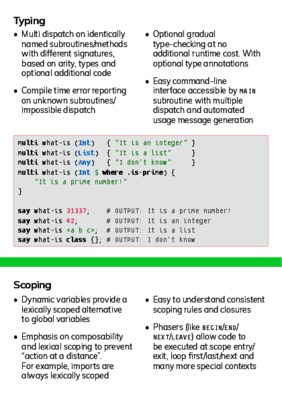 Typing
• Multi dispatch on identically
named subroutines/methods
with different signatures,
based on arity, types and
optional additional code
• Compile time error reporting
on unknown subroutines/
impossible dispatch
• Optional gradual
type-checking at no
additional runtime cost. With
optional type annotations
• Easy command-line
interface accessible by MAIN
subroutine with multiple
dispatch and automated
usage message generation
multi what-is (Int) { "It is an integer" }
multi what-is (List) { "It is a list" }
multi what-is (Any) { "I don't know" }
multi what-is (Int $ where .is-prime) {
"It is a prime number!"
}
say what-is 31337; # OUTPUT: It is a prime number!
say what-is 42; # OUTPUT: It is an integer
say what-is <a b c>; # OUTPUT: It is a list
say what-is class {}; # OUTPUT: I don't know
Scoping
• Dynamic variables provide a
lexically scoped alternative
to global variables
• Emphasis on composability
and lexical scoping to prevent
"action at a distance".
For example, imports are
always lexically scoped
• Easy to understand consistent
scoping rules and closures
• Phasers (like BEGIN/END/
NEXT/LEAVE) allow code to
be executed at scope entry/
exit, loop first/last/next and
many more special contexts